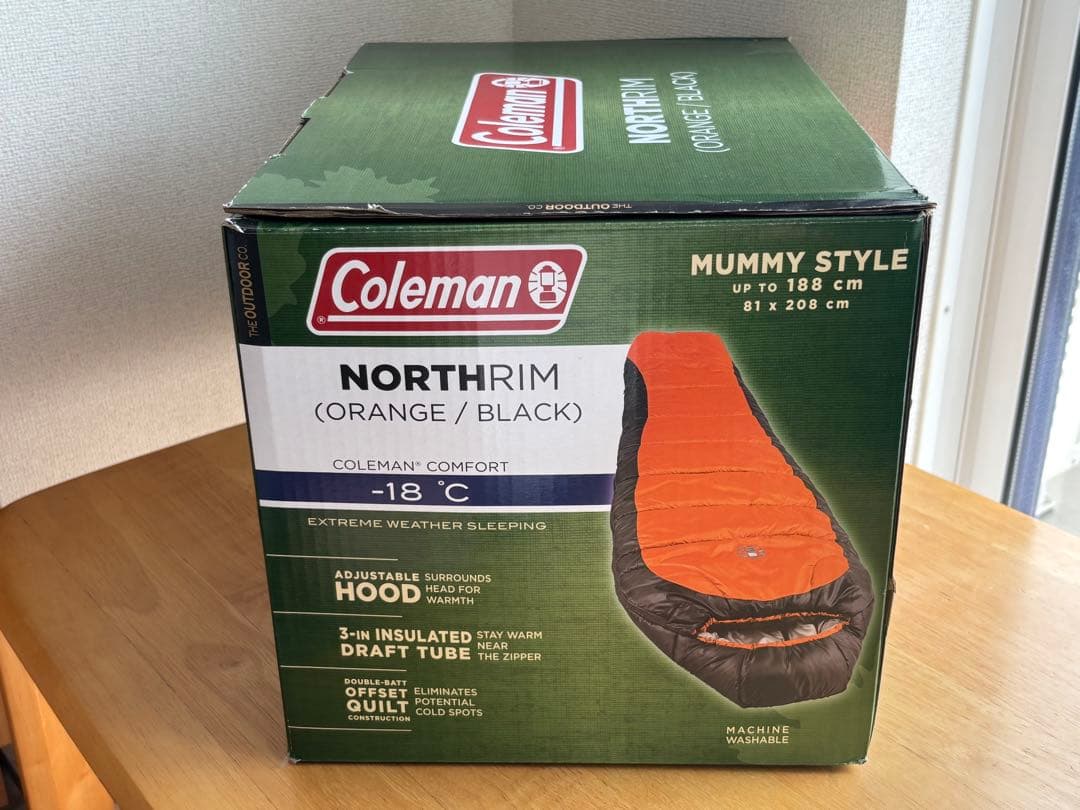 Coleman®
NORTHRIM
(ORANGE / BLACK)
THE OUTDOOR CO.
THE OUTDOOR CO.
Coleman
®
MUMMY STYLE
UP TO 188 cm
81 x 208 cm
NORTHRIM
(ORANGE / BLACK)
COLEMAN® COMFORT
-18 °C
EXTREME WEATHER SLEEPING
ADJUSTABLE
HOOD
SURROUNDS
HEAD FOR
WARMTH
3-IN INSULATED
DRAFT TUBE
STAY WARM
NEAR
THE ZIPPER
DOUBLE-BATT
OFFSET
QUILT
CONSTRUCTION
ELIMINATES
POTENTIAL
COLD SPOTS
MACHINE
WASHABLE